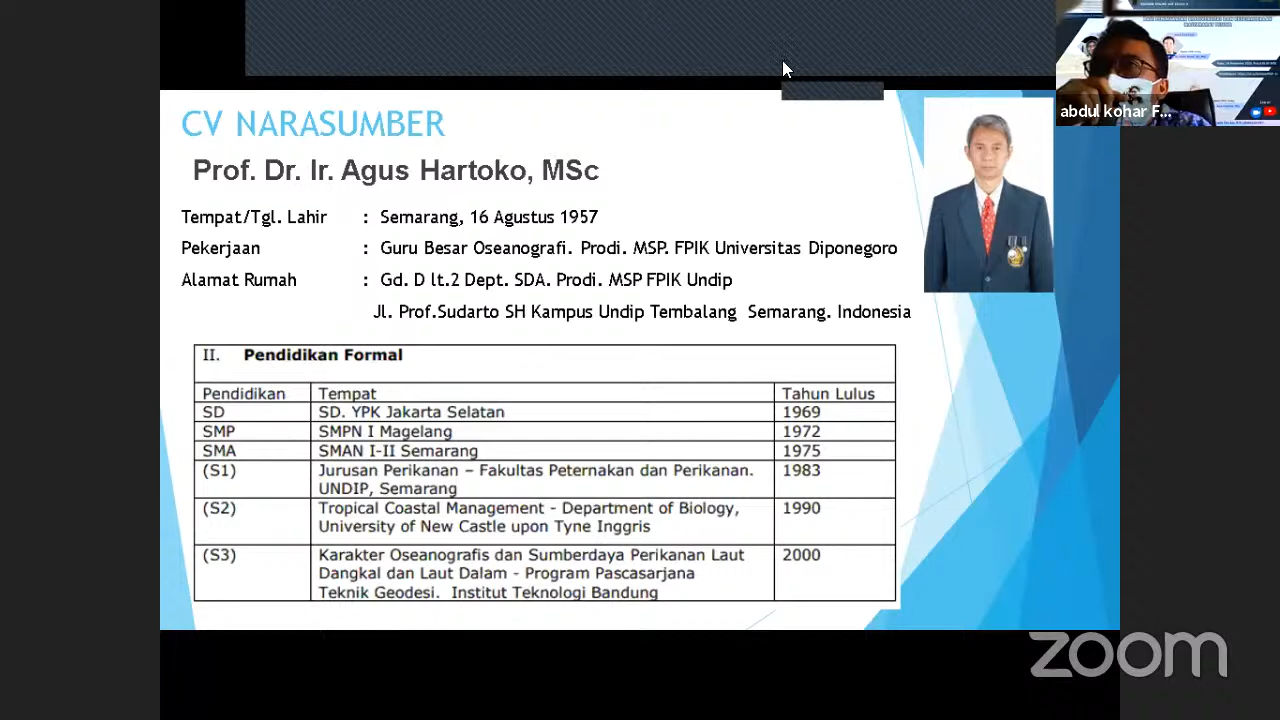 CV NARASUMBER
Prof. Dr. Ir. Agus Hartoko, MSc
Tempat/Tgl. Lahir : Semarang, 16 Agustus 1957
Pekerjaan : Guru Besar Oseanografi. Prodi. MSP. FPIK Universitas Diponegoro
Alamat Rumah : Gd. D lt.2 Dept. SDA. Prodi. MSP FPIK Undip
Jl. Prof.Sudarto SH Kampus Undip Tembalang Semarang. Indonesia
II. Pendidikan Formal
Pendidikan Tempat Tahun Lulus
SD SD. YPK Jakarta Selatan 1969
SMP SMPN I Magelang 1972
SMA SMAN I-II Semarang 1975
(S1) Jurusan Perikanan – Fakultas Peternakan dan Perikanan. 1983
UNDIP, Semarang
(S2) Tropical Coastal Management - Department of Biology, 1990
University of New Castle upon Tyne Inggris
(S3) Karakter Oseanografis dan Sumberdaya Perikanan Laut 2000
Dangkal dan Laut Dalam - Program Pascasarjana
Teknik Geodesi. Institut Teknologi Bandung
abdul kohar F...
zoom